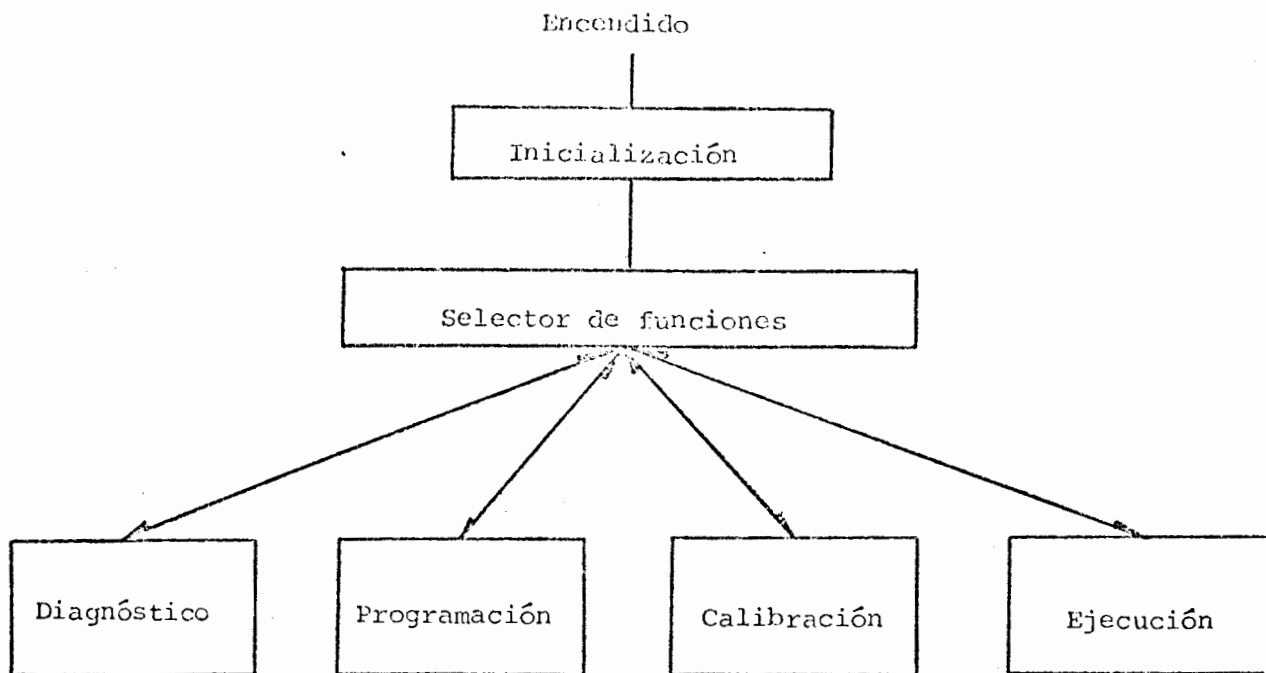 Encendido
Inicialización
Selector de funciones
Diagnóstico
Programación
Calibración
Ejecución